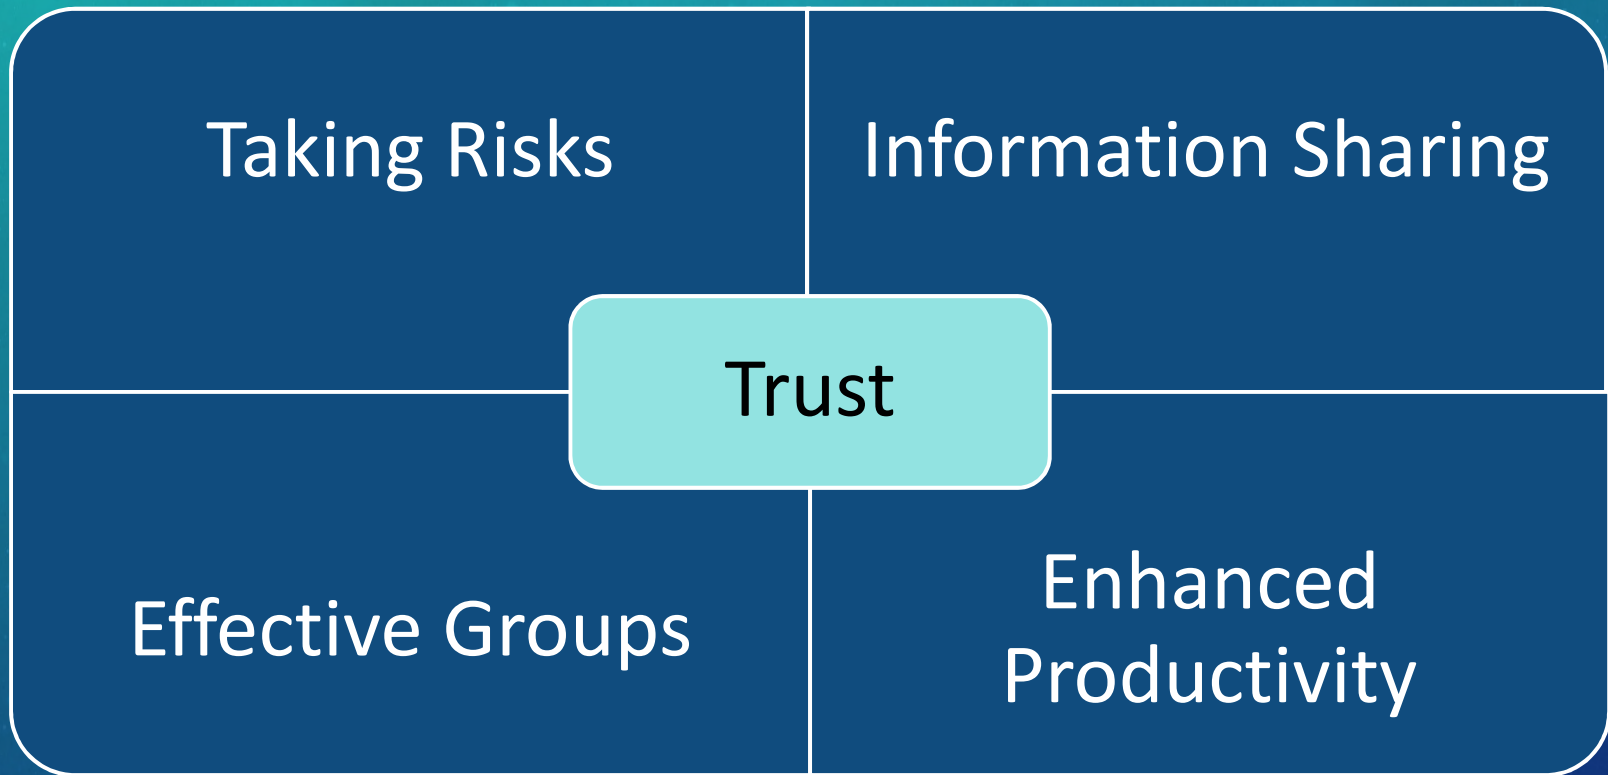 Taking Risks
Information Sharing
Trust
Effective Groups
Enhanced
Productivity